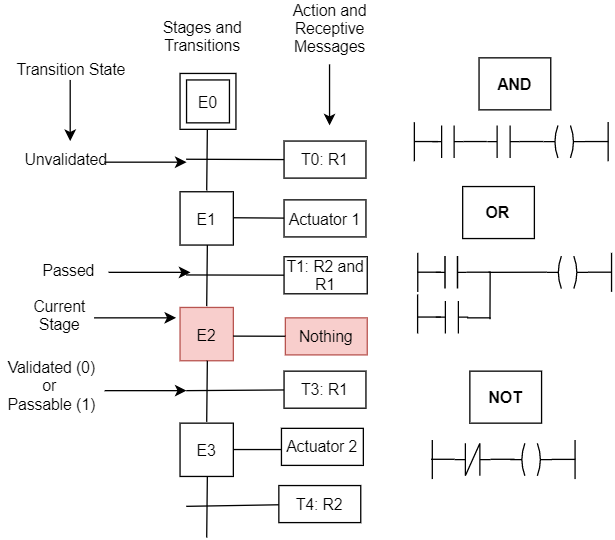 Stages and
Transitions
Action and
Receptive
Messages
Transition State
E0
AND
Unvalidated
T0: R1
E1
Actuator 1
OR
Passed
T1: R2 and
R1
Current
Stage
E2
Nothing
Validated (0)
or
Passable (1)
T3: R1
NOT
E3
Actuator 2
T4: R2